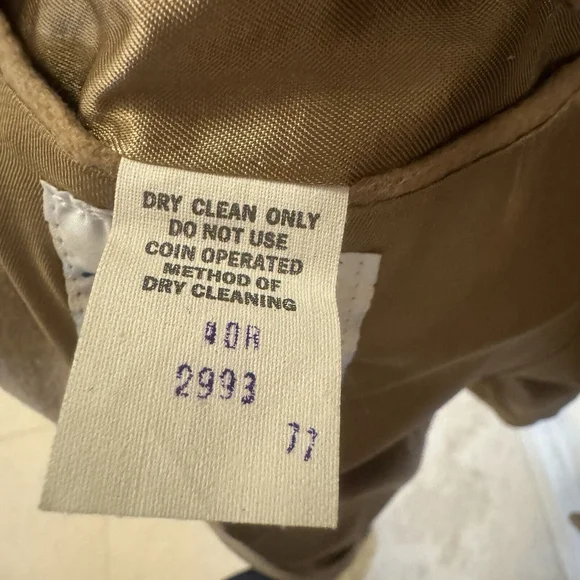 DRY CLEAN ONLY
DO NOT USE
COIN OPERATED
METHOD OF
DRY CLEANING
40R
2993
77